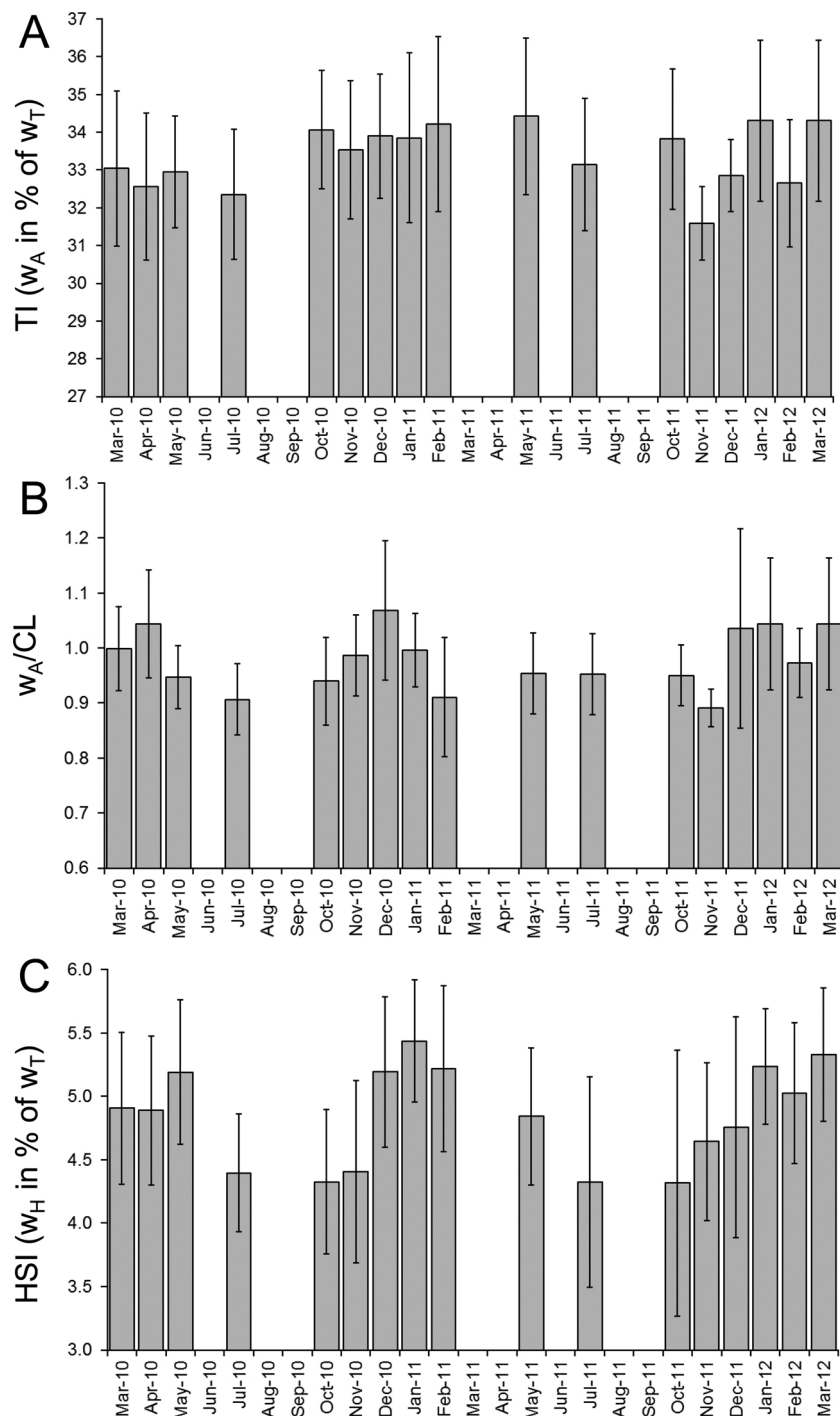 A
TI (wA in % of wT)
37
36
35
34
33
32
31
30
29
28
27
Mar-10
Apr-10
May-10
Jun-10
Jul-10
Aug-10
Sep-10
Oct-10
Nov-10
Dec-10
Jan-11
Feb-11
Mar-11
Apr-11
May-11
Jun-11
Jul-11
Aug-11
Sep-11
Oct-11
Nov-11
Dec-11
Jan-12
Feb-12
Mar-12
B
wA/CL
1.3
1.2
1.1
1.0
0.9
0.8
0.7
0.6
Mar-10
Apr-10
May-10
Jun-10
Jul-10
Aug-10
Sep-10
Oct-10
Nov-10
Dec-10
Jan-11
Feb-11
Mar-11
Apr-11
May-11
Jun-11
Jul-11
Aug-11
Sep-11
Oct-11
Nov-11
Dec-11
Jan-12
Feb-12
Mar-12
C
HSI (wH in % of wT)
6.0
5.5
5.0
4.5
4.0
3.5
3.0
Mar-10
Apr-10
May-10
Jun-10
Jul-10
Aug-10
Sep-10
Oct-10
Nov-10
Dec-10
Jan-11
Feb-11
Mar-11
Apr-11
May-11
Jun-11
Jul-11
Aug-11
Sep-11
Oct-11
Nov-11
Dec-11
Jan-12
Feb-12
Mar-12